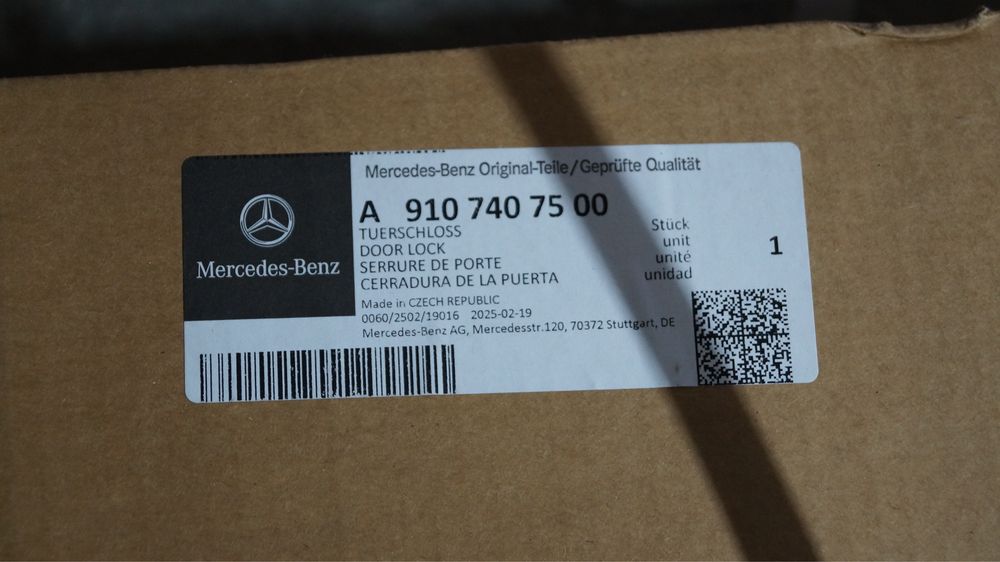 Mercedes-Benz Original-Teile/Geprüfte Qualität
Mercedes-Benz
A 910 740 75 00
TUERSCHLOSS
DOOR LOCK
SERRURE DE PORTE
CERRADURA DE LA PUERTA
Stück
unit
unité
unidad
1
Made in CZECH REPUBLIC
0060/2502/19016 2025-02-19
Mercedes-Benz AG, Mercedesstr.120, 70372 Stuttgart, DE